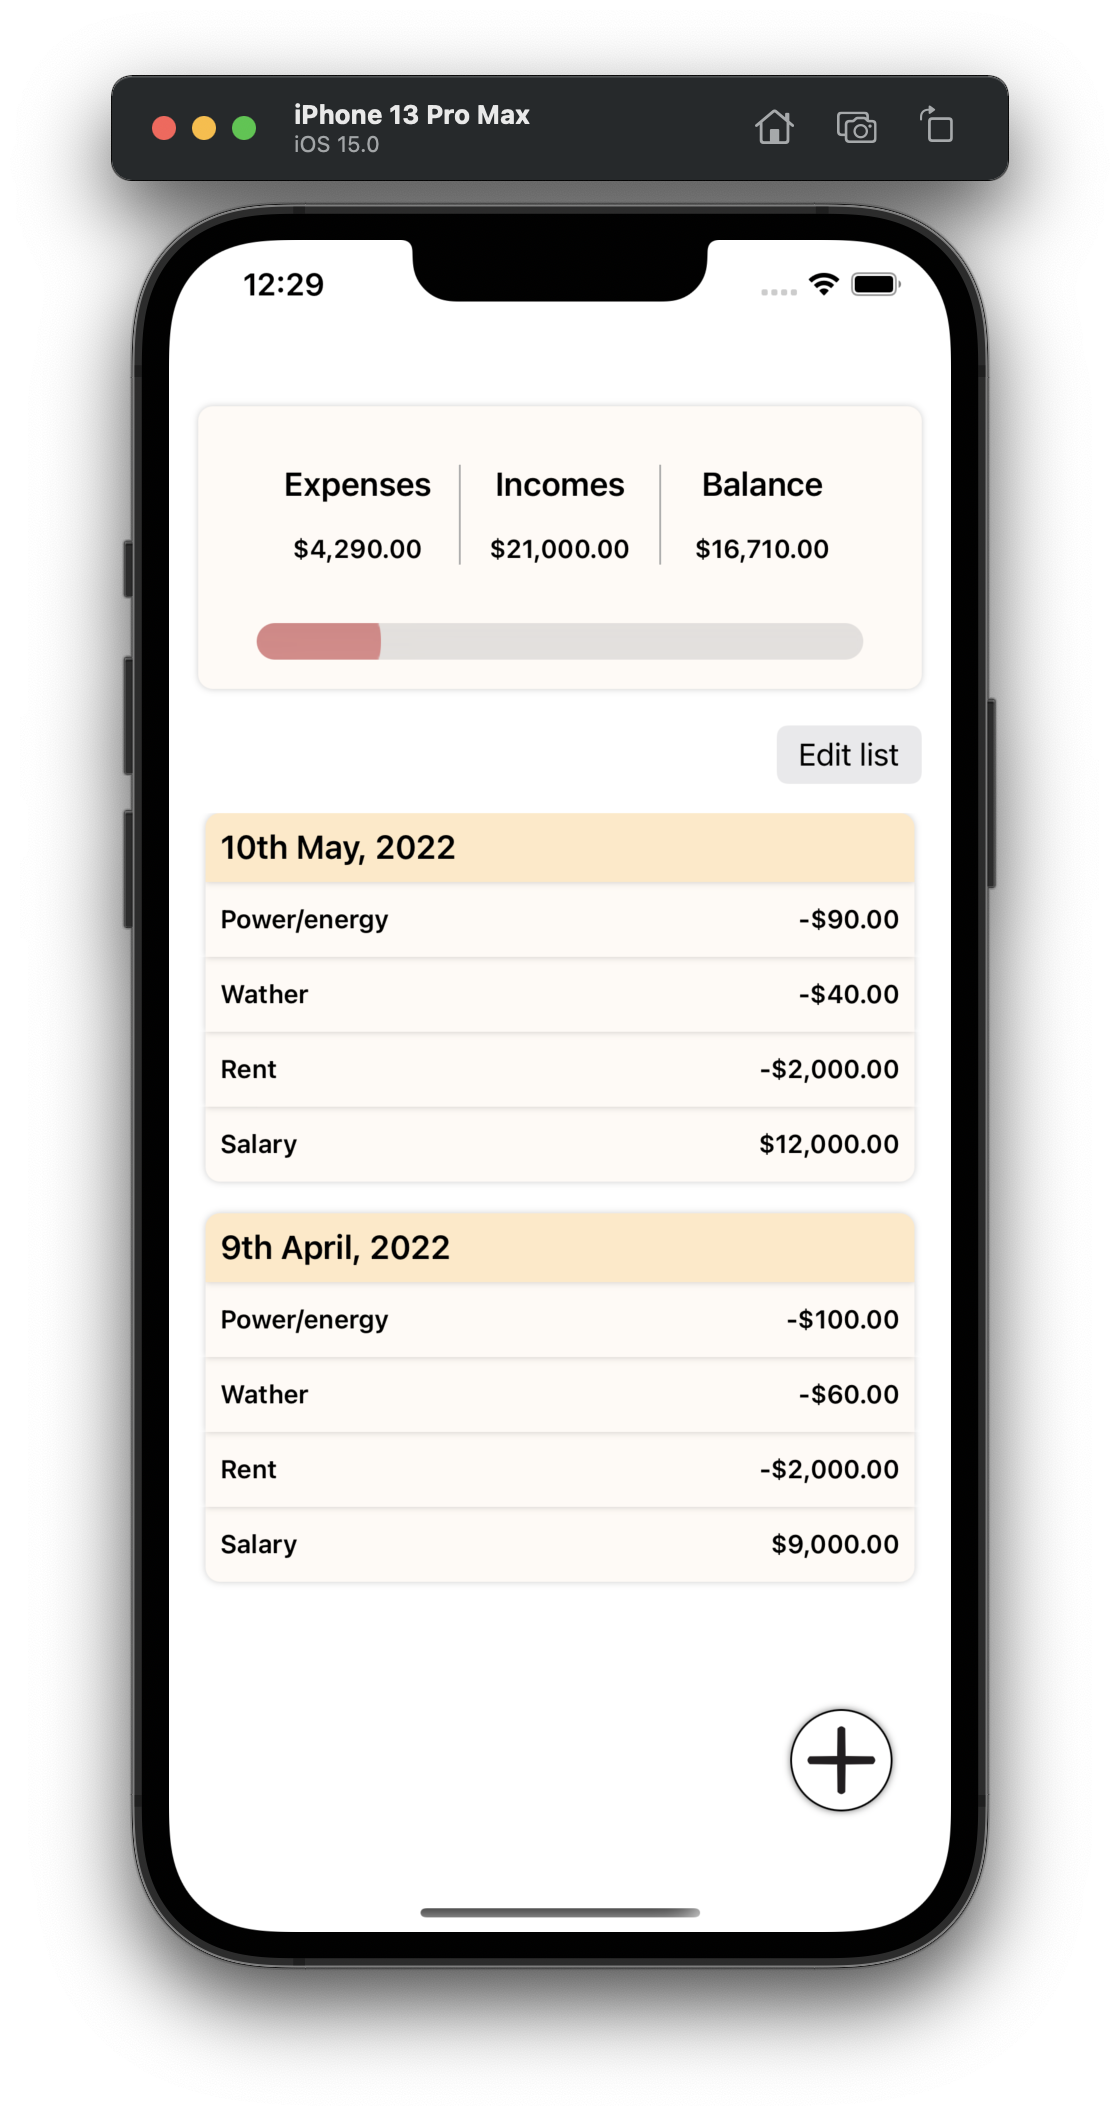 iPhone 13 Pro Max
iOS 15.0
12:29
Expenses Incomes Balance
$4,290.00 $21,000.00 $16,710.00
Edit list
10th May, 2022
Power/energy -$90.00
Wather -$40.00
Rent -$2,000.00
Salary $12,000.00
9th April, 2022
Power/energy -$100.00
Wather -$60.00
Rent -$2,000.00
Salary $9,000.00